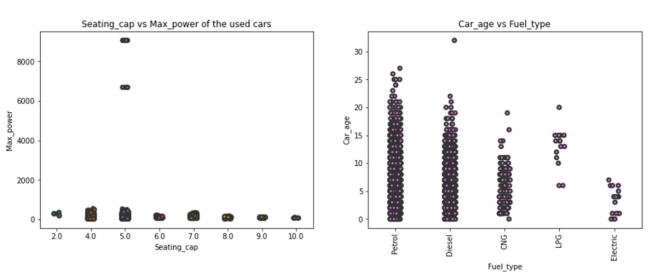 Seating_cap vs Max_power of the used cars
Max_power
8000
6000
4000
2000
0
2.0 4.0 5.0 6.0 7.0 8.0 9.0 10.0
Seating_cap
Car_age vs Fuel_type
Car_age
30
25
20
15
10
5
0
Petrol Diesel CNG LPG Electric
Fuel_type